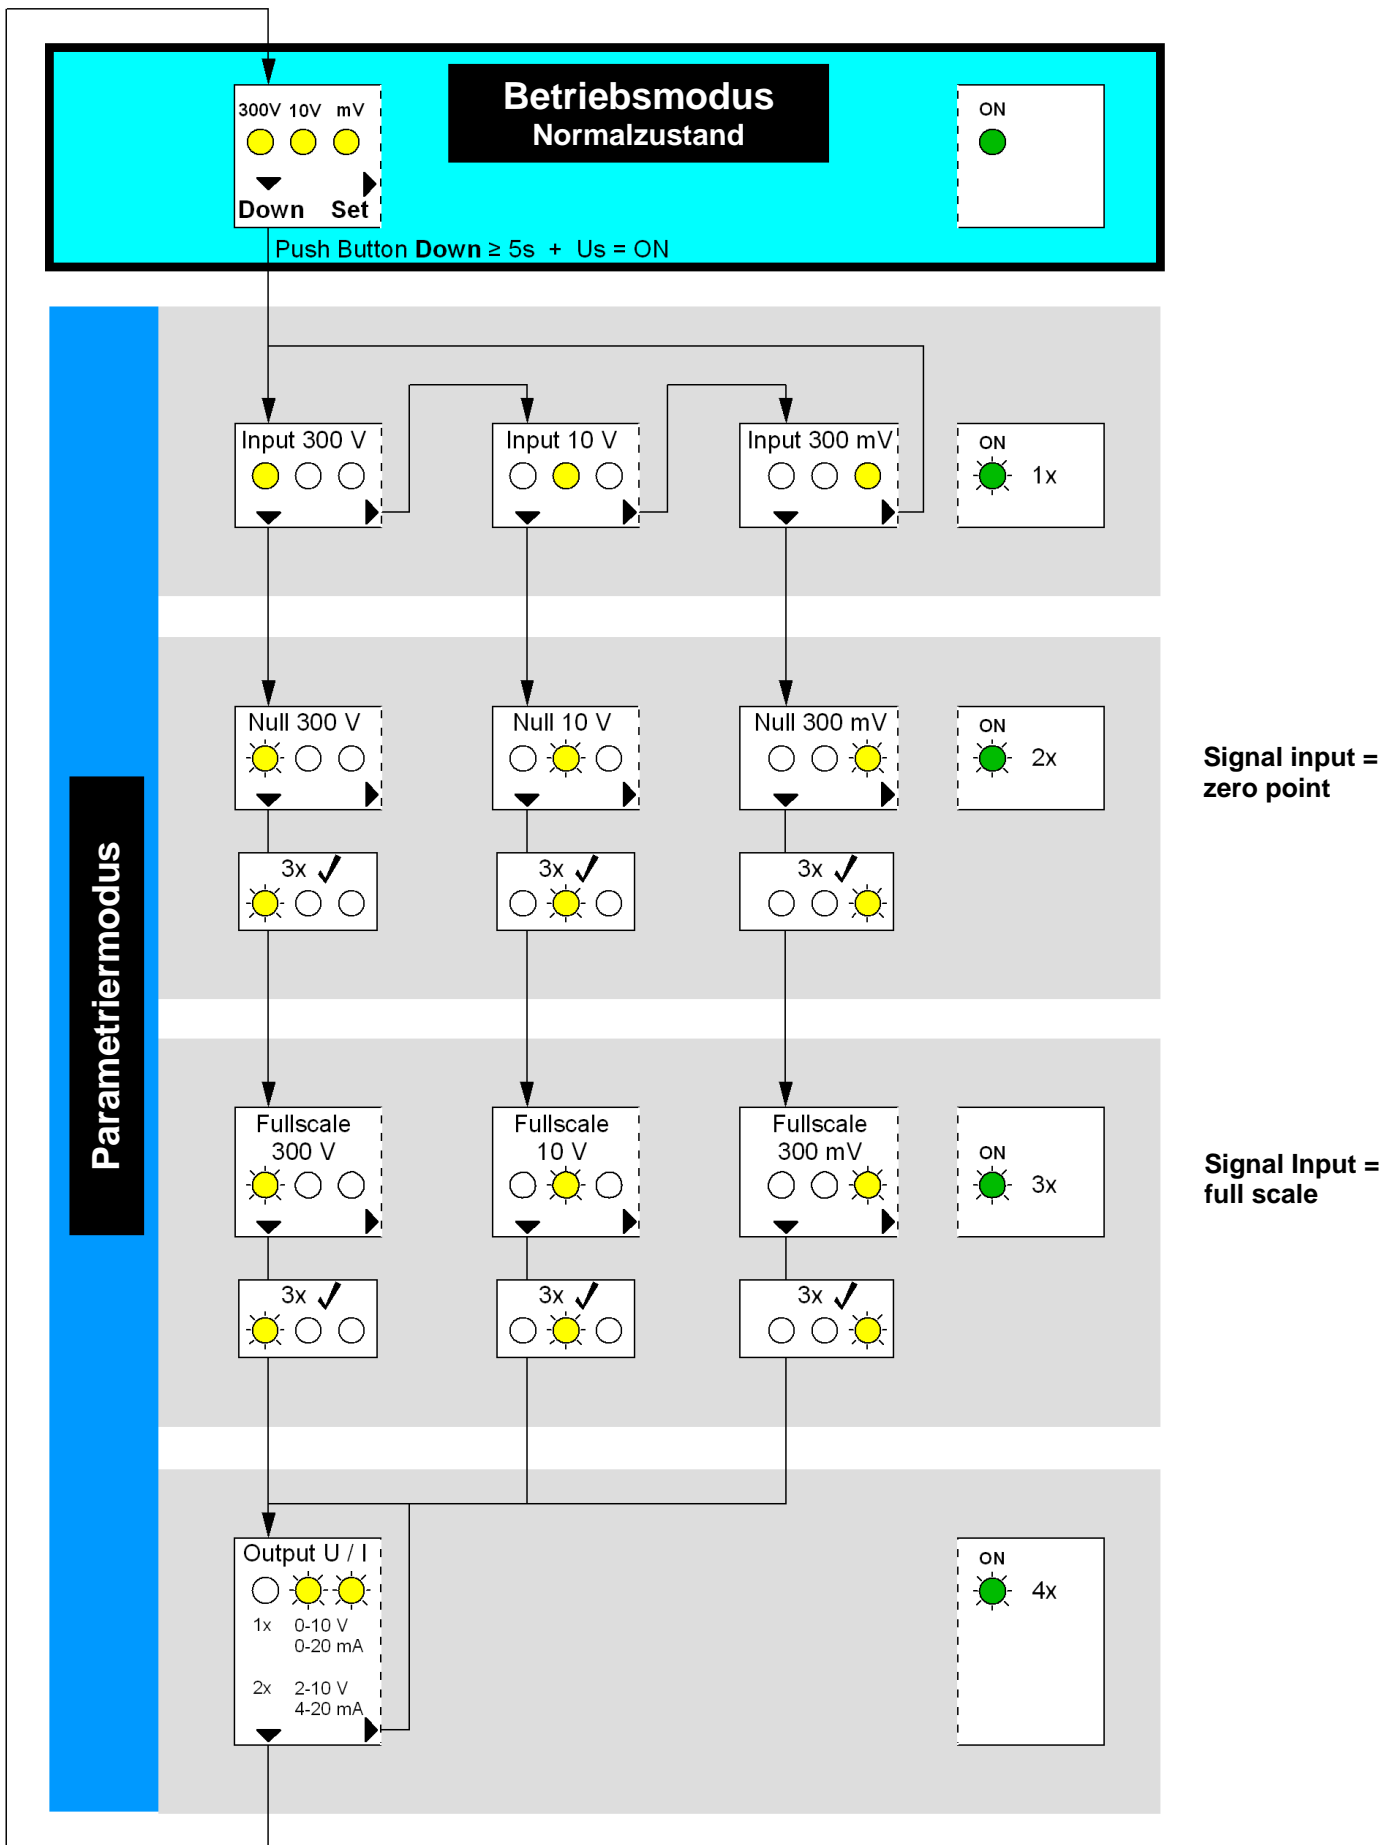 Betriebsmodus
Normalzustand
300V 10V mV
ON
Down Set
Push Button Down ≥ 5s + Us = ON
Parametriermodus
Input 300 V
Input 10 V
Input 300 mV
ON
1x
Null 300 V
Null 10 V
Null 300 mV
ON
2x
Signal input =
zero point
3x ✓
3x ✓
3x ✓
Fullscale
300 V
Fullscale
10 V
Fullscale
300 mV
ON
3x
Signal Input =
full scale
3x ✓
3x ✓
3x ✓
Output U / I
1x 0-10 V
0-20 mA
2x 2-10 V
4-20 mA
ON
4x